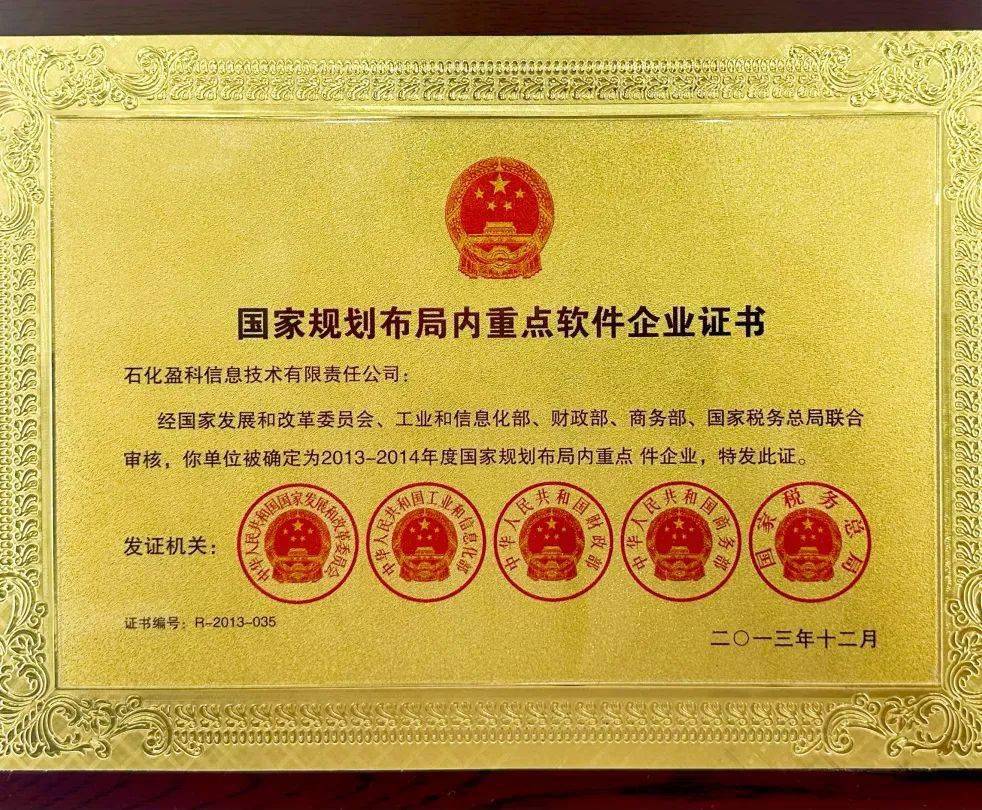 国家规划布局内重点软件企业证书
石化盈科信息技术有限责任公司：
经国家发展和改革委员会、工业和信息化部、财政部、商务部、国家税务总局联合
审核，你单位被确定为2013-2014年度国家规划布局内重点 件企业，特发此证。
发证机关：
中华人民共和国国家发展和改革委员会
中华人民共和国工业和信息化部
中华人民共和国财政部
中华人民共和国商务部
国家税务总局
证书编号：R-2013-035
二〇一三年十二月